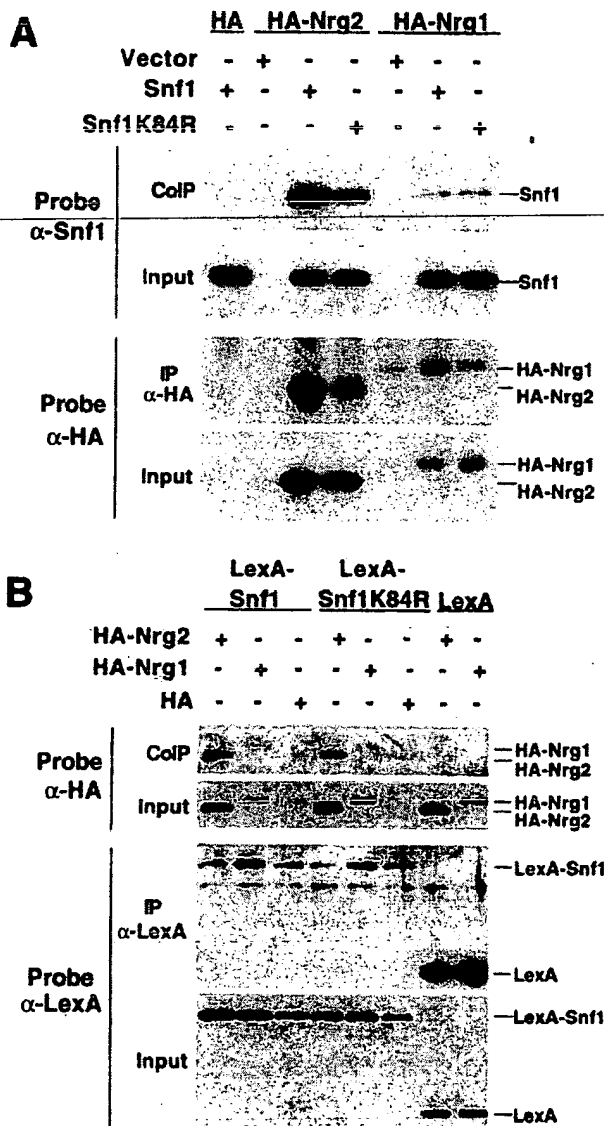 A
HA HA-Nrg2 HA-Nrg1
Vector - + - - + - -
Snf1 + - + - - + -
Snf1K84R - - - + - - +
Probe
α-Snf1
CoIP
Snf1
Input
Snf1
Probe
α-HA
IP
α-HA
HA-Nrg1
HA-Nrg2
Input
HA-Nrg1
HA-Nrg2
B
LexA-
Snf1
LexA-
Snf1K84R
LexA
HA-Nrg2 + - - + - - + -
HA-Nrg1 - + - - + - - +
HA - - + - - + - -
Probe
α-HA
CoIP
HA-Nrg1
HA-Nrg2
Input
HA-Nrg1
HA-Nrg2
Probe
α-LexA
IP
α-LexA
LexA-Snf1
LexA
Input
LexA-Snf1
LexA